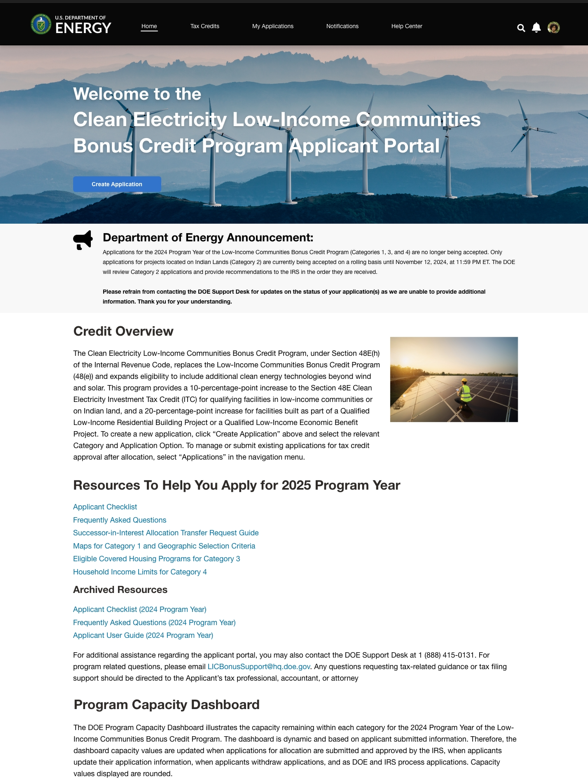 U.S. DEPARTMENT OF
ENERGY
Home
Tax Credits
My Applications
Notifications
Help Center
Welcome to the
Clean Electricity Low-Income Communities
Bonus Credit Program Applicant Portal
Create Application
Department of Energy Announcement:
Applications for the 2024 Program Year of the Low-Income Communities Bonus Credit Program (Categories 1, 3, and 4) are no longer being accepted. Only
applications for projects located on Indian Lands (Category 2) are currently being accepted on a rolling basis until November 12, 2024, at 11:59 PM ET. The DOE
will review Category 2 applications and provide recommendations to the IRS in the order they are received.
Please refrain from contacting the DOE Support Desk for updates on the status of your application(s) as we are unable to provide additional
information. Thank you for your understanding.
Credit Overview
The Clean Electricity Low-Income Communities Bonus Credit Program, under Section 48E(h)
of the Internal Revenue Code, replaces the Low-Income Communities Bonus Credit Program
(48(e)) and expands eligibility to include additional clean energy technologies beyond wind
and solar. This program provides a 10-percentage-point increase to the Section 48E Clean
Electricity Investment Tax Credit (ITC) for qualifying facilities in low-income communities or
on Indian land, and a 20-percentage-point increase for facilities built as part of a Qualified
Low-Income Residential Building Project or a Qualified Low-Income Economic Benefit
Project. To create a new application, click “Create Application” above and select the relevant
Category and Application Option. To manage or submit existing applications for tax credit
approval after allocation, select “Applications” in the navigation menu.
Resources To Help You Apply for 2025 Program Year
Applicant Checklist
Frequently Asked Questions
Successor-in-Interest Allocation Transfer Request Guide
Maps for Category 1 and Geographic Selection Criteria
Eligible Covered Housing Programs for Category 3
Household Income Limits for Category 4
Archived Resources
Applicant Checklist (2024 Program Year)
Frequently Asked Questions (2024 Program Year)
Applicant User Guide (2024 Program Year)
For additional assistance regarding the applicant portal, you may also contact the DOE Support Desk at 1 (888) 415-0131. For
program related questions, please email LICBonusSupport@hq.doe.gov. Any questions requesting tax-related guidance or tax filing
support should be directed to the Applicant's tax professional, accountant, or attorney
Program Capacity Dashboard
The DOE Program Capacity Dashboard illustrates the capacity remaining within each category for the 2024 Program Year of the Low-
Income Communities Bonus Credit Program. The dashboard is dynamic and based on applicant submitted information. Therefore, the
dashboard capacity values are updated when applications for allocation are submitted and approved by the IRS, when applicants
update their application information, when applicants withdraw applications, and as DOE and IRS process applications. Capacity
values displayed are rounded.